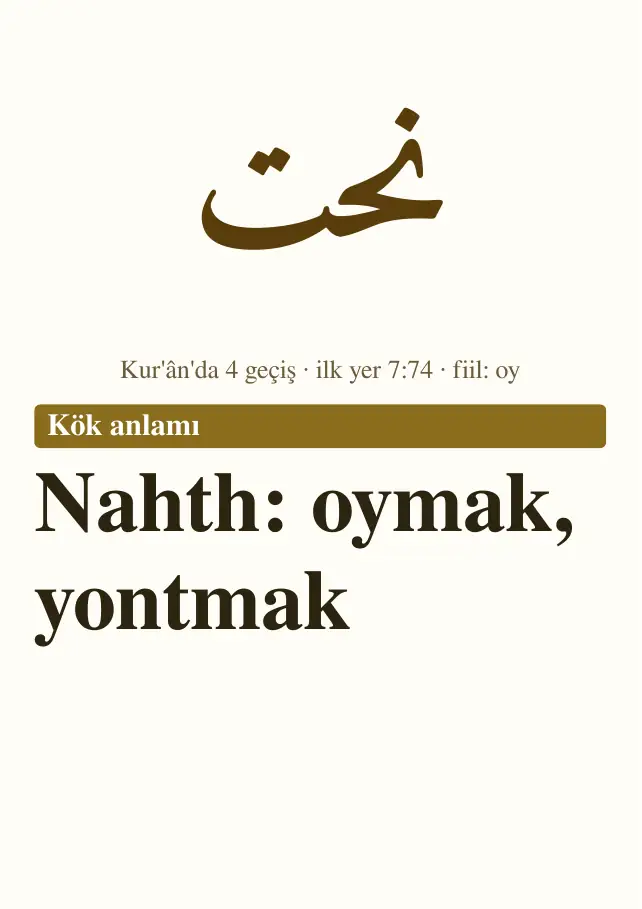 نحت
Kur'ân'da 4 geçiş · ilk yer 7:74 · fiil: oy
Kök anlamı
Nahth: oymak,
yontmak